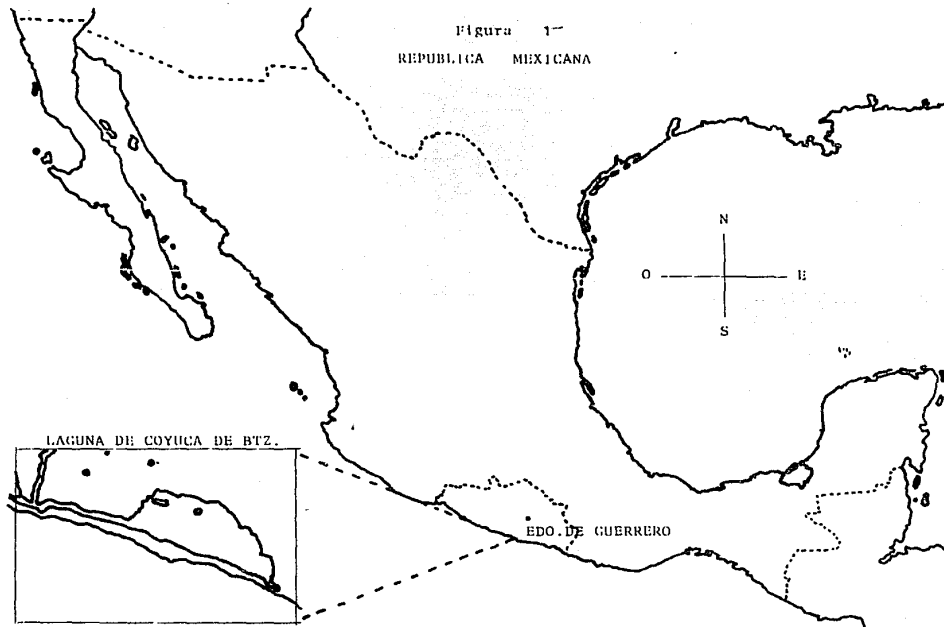 Figura 1
REPUBLICA MEXICANA
N
O E
S
LAGUNA DE COYUCA DE BTZ.
EDO.DE GUERRERO